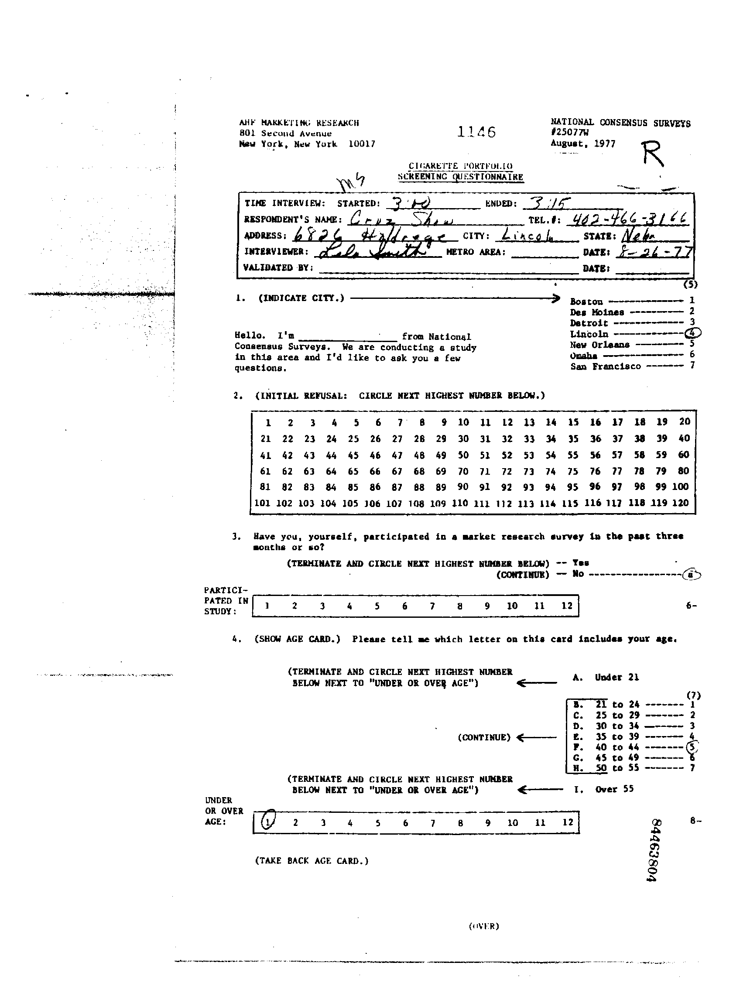 AHF MARKETING RESEARCH
801 Second Avenue
New York, New York 10017
1146
NATIONAL CONSENSUS SURVEYS
#25077W
August, 1977
R
CIGARETTE PORTFOLIO
SCREENING QUESTIONNAIRE
TIME INTERVIEW: STARTED: ENDED: 3:15
RESPONDENT'S NAME: Cruz Shaw TEL.#: 402-466-3166
ADDRESS: 6826 Holdrege CITY: Lincoln STATE: Nebr
INTERVIEWER: Lela Smith METRO AREA: DATE: 8-26-77
VALIDATED BY: DATE:
(5)
1. (INDICATE CITY.)
Boston ---------- 1
Des Moines ---------- 2
Detroit ---------- 3
Lincoln ---------- 4
New Orleans ---------- 5
Omaha ---------- 6
San Francisco ------- 7
Hello. I'm ____________ from National
Consensus Surveys. We are conducting a study
in this area and I'd like to ask you a few
questions.
2. (INITIAL REFUSAL: CIRCLE NEXT HIGHEST NUMBER BELOW.)
1 2 3 4 5 6 7 8 9 10 11 12 13 14 15 16 17 18 19 20
21 22 23 24 25 26 27 28 29 30 31 32 33 34 35 36 37 38 39 40
41 42 43 44 45 46 47 48 49 50 51 52 53 54 55 56 57 58 59 60
61 62 63 64 65 66 67 68 69 70 71 72 73 74 75 76 77 78 79 80
81 82 83 84 85 86 87 88 89 90 91 92 93 94 95 96 97 98 99 100
101 102 103 104 105 106 107 108 109 110 111 112 113 114 115 116 117 118 119 120
3. Have you, yourself, participated in a market research survey in the past three
months or so?
(TERMINATE AND CIRCLE NEXT HIGHEST NUMBER BELOW) -- Yes
(CONTINUE) -- No ------------------
PARTICI-
PATED IN
STUDY: 1 2 3 4 5 6 7 8 9 10 11 12 6-
4. (SHOW AGE CARD.) Please tell me which letter on this card includes your age.
(TERMINATE AND CIRCLE NEXT HIGHEST NUMBER
BELOW NEXT TO "UNDER OR OVER AGE")
A. Under 21
(7)
B. 21 to 24 ------- 1
C. 25 to 29 ------- 2
D. 30 to 34 ------- 3
(CONTINUE) E. 35 to 39 ------- 4
F. 40 to 44 ------- 5
G. 45 to 49 ------- 6
H. 50 to 55 ------- 7
(TERMINATE AND CIRCLE NEXT HIGHEST NUMBER
BELOW NEXT TO "UNDER OR OVER AGE")
I. Over 55
UNDER
OR OVER
AGE: 1 2 3 4 5 6 7 8 9 10 11 12 8-
(TAKE BACK AGE CARD.)
84463804
(OVER)